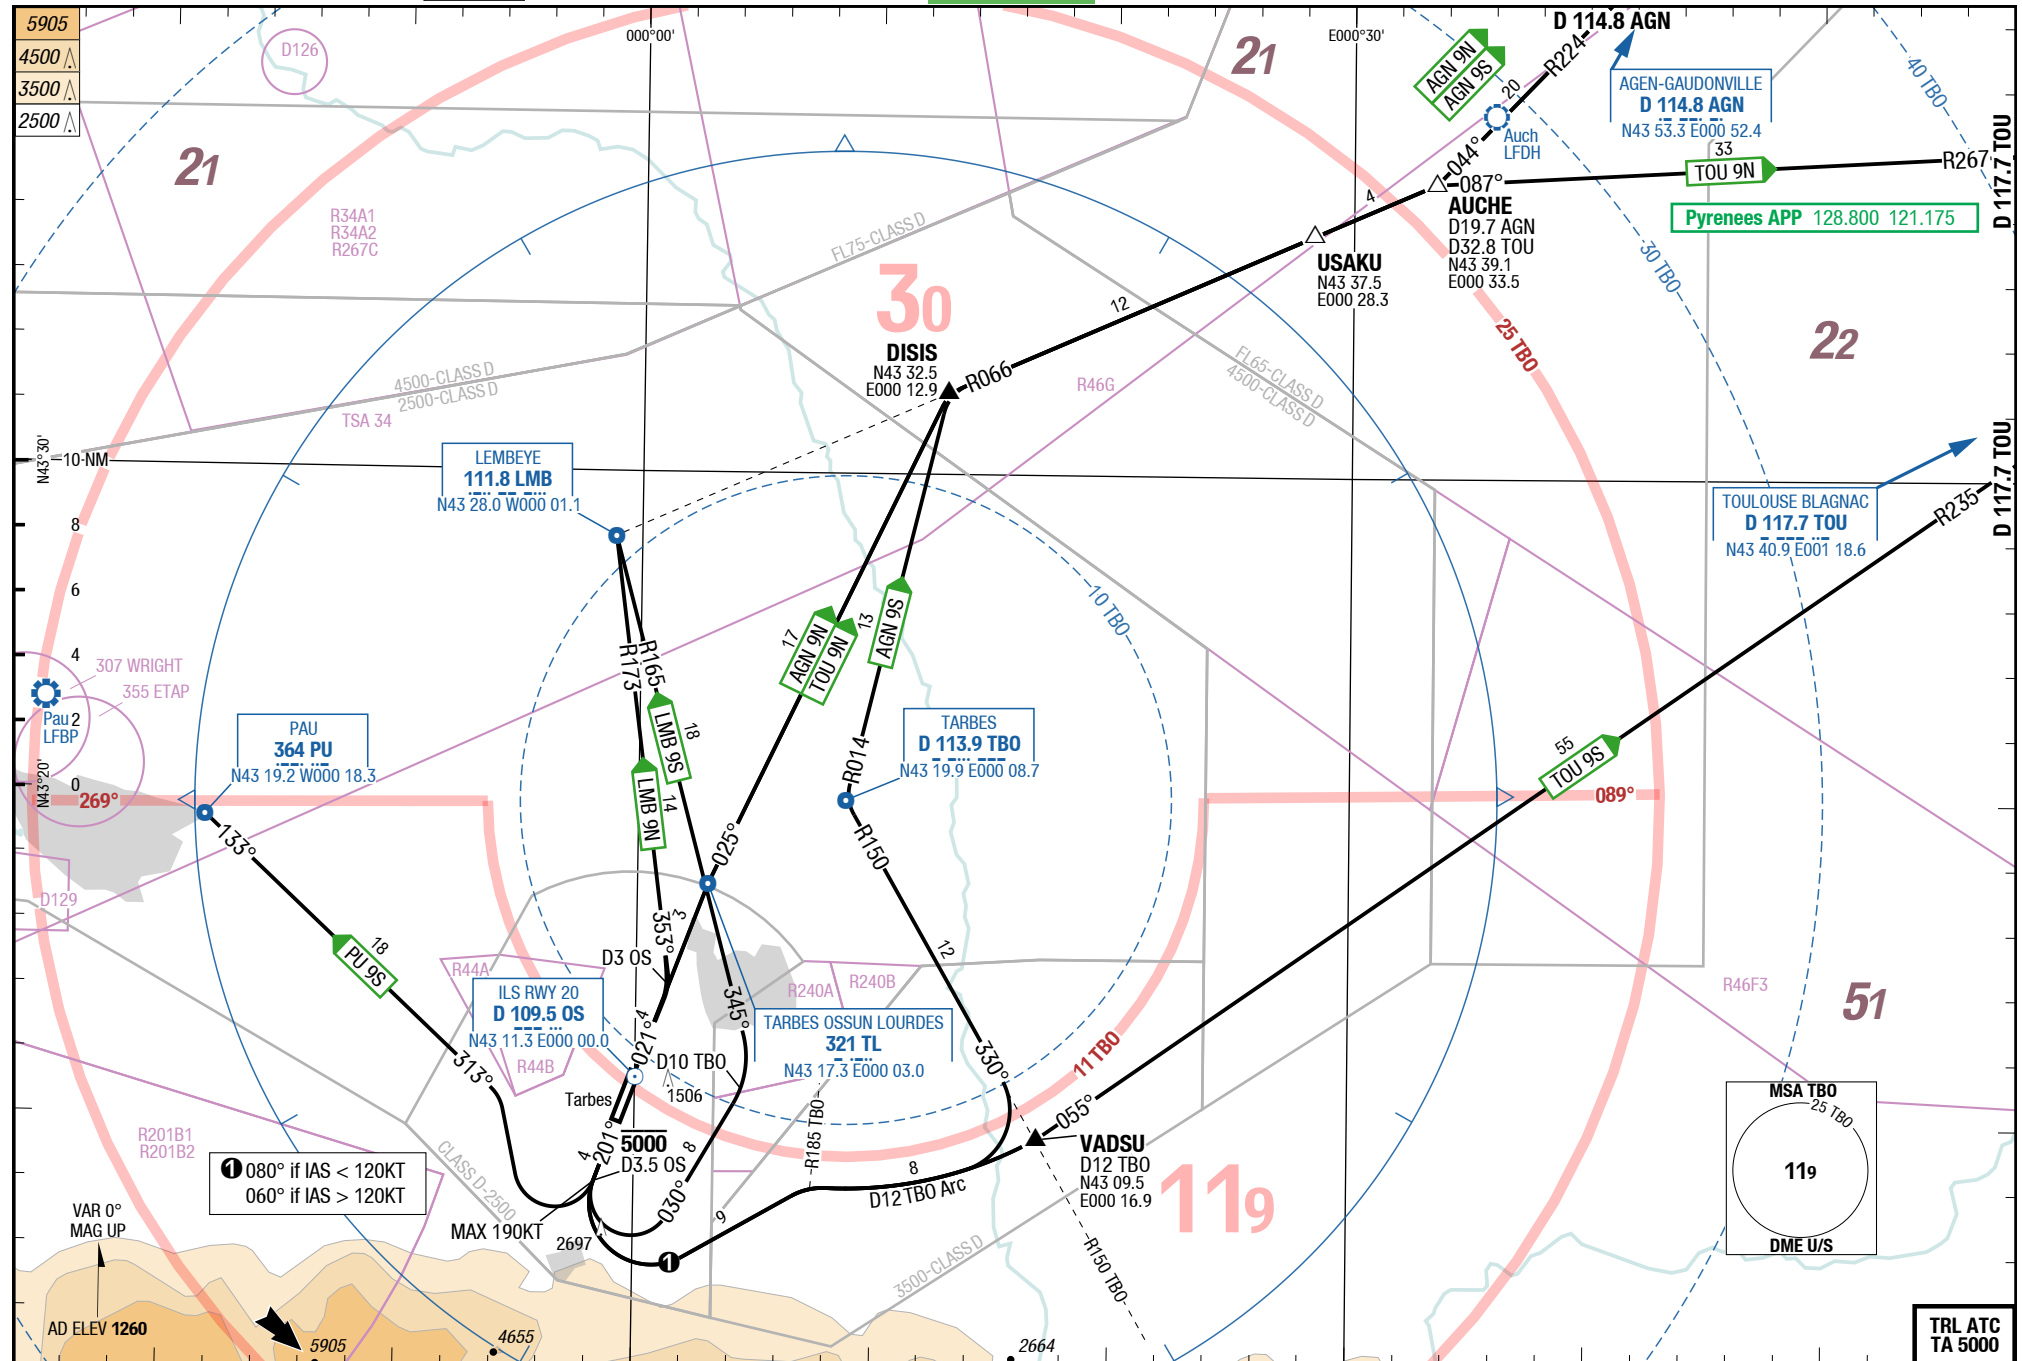 5905
4500
3500
2500
D126
000°00'
21
E000°30'
D 114.8 AGN
R224
AGN 9N
AGN 9S
20
AGEN-GAUDONVILLE
D 114.8 AGN
N43 53.3 E000 52.4
40 TBO
Auch
LFDH
044°
087°
33
TOU 9N
R267
D 117.7 TOU
21
R34A1
R34A2
R267C
FL75-CLASS D
4
AUCHE
D19.7 AGN
D32.8 TOU
N43 39.1
E000 33.5
Pyrenees APP 128.800 121.175
USAKU
N43 37.5
E000 28.3
30 TBO
30
12
25 TBO
22
DISIS
N43 32.5
E000 12.9
R066
R46G
FL65-CLASS D
4500-CLASS D
4500-CLASS D
2500-CLASS D
TSA 34
N43°30'
10 NM
8
6
4
2
0
LEMBEYE
111.8 LMB
N43 28.0 W000 01.1
D 117.7 TOU
TOULOUSE BLAGNAC
D 117.7 TOU
N43 40.9 E001 18.6
R235
10 TBO
17
AGN 9N
TOU 9N
13
AGN 9S
R165
R173
307 WRIGHT
355 ETAP
Pau
LFBP
N43°20'
269°
PAU
364 PU
N43 19.2 W000 18.3
LMB 9S
18
LMB 9N
14
R014
TARBES
D 113.9 TBO
N43 19.9 E000 08.7
55
TOU 9S
089°
133°
025°
R150
D129
353°
3
D3 OS
12
18
PU 9S
R44A
R240A
R240B
R46F3
51
ILS RWY 20
D 109.5 OS
N43 11.3 E000 00.0
345°
TARBES OSSUN LOURDES
321 TL
N43 17.3 E000 03.0
4
021°
R44B
D10 TBO
1506
313°
330°
11 TBO
Tarbes
R185 TBO
055°
MSA TBO
25 TBO
119
DME U/S
R201B1
R201B2
5000
D3.5 OS
201°
4
8
VADSU
D12 TBO
N43 09.5
E000 16.9
1 080° if IAS < 120KT
060° if IAS > 120KT
CLASS D-2500
8
D12 TBO Arc
119
030°
9
VAR 0°
MAG UP
MAX 190KT
2697
1
3500-CLASS D
R150 TBO
AD ELEV 1260
5905
4655
2664
TRL ATC
TA 5000